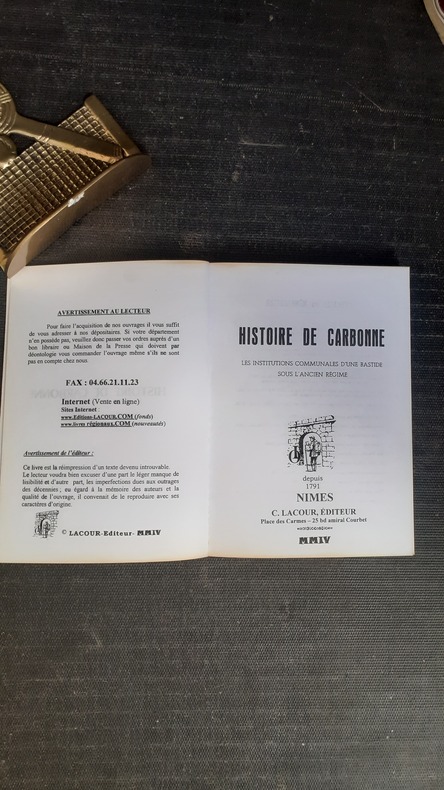 AVERTISSEMENT AU LECTEUR
Pour faire l'acquisition de nos ouvrages il vous suffit
de vous adresser à nos dépositaires. Si votre département
n'en possède pas, veuillez donc passer vos ordres auprès d'un
bon libraire ou Maison de la Presse qui doivent par
déontologie vous commander l'ouvrage même s'ils ne sont
pas en compte chez nous.
FAX : 04.66.21.11.23
Internet (Vente en ligne)
Sites Internet :
www.Editions-LACOUR.COM (fonds)
www.livres régionaux.COM (nouveautés)
Avertissement de l'éditeur :
Ce livre est la réimpression d'un texte devenu introuvable.
Le lecteur voudra bien excuser d'une part le léger manque de
lisibilité et d'autre part, les imperfections dues aux outrages
des décennies ; eu égard à la mémoire des auteurs et la
qualité de l'ouvrage, il convenait de le reproduire avec ses
caractères d'origine.
© LACOUR-Editeur- MMIV
HISTOIRE DE CARBONNE
LES INSTITUTIONS COMMUNALES D'UNE BASTIDE
SOUS L'ANCIEN RÉGIME
depuis
1791
NIMES
C. LACOUR, ÉDITEUR
Place des Carmes – 25 bd amiral Courbet
MMIV